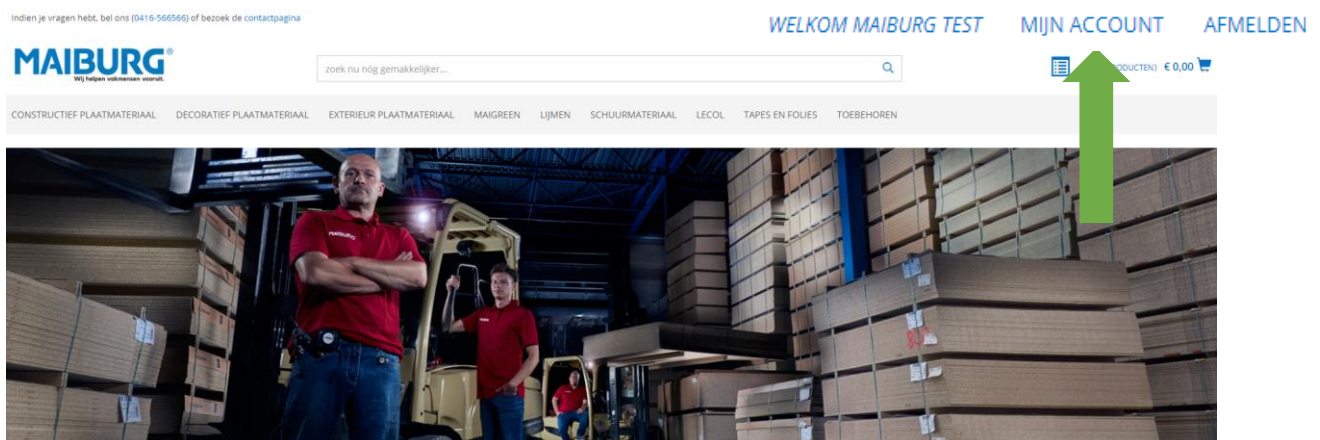 Indien je vragen hebt, bel ons (0416-566566) of bezoek de contactpagina
WELKOM MAIBURG TEST MIJN ACCOUNT AFMELDEN
MAIBURG®
Wij helpen vakmensen vooruit.
zoek nu nóg gemakkelijker...
€ 0,00
CONSTRUCTIEF PLAATMATERIAAL DECORATIEF PLAATMATERIAAL EXTERIEUR PLAATMATERIAAL MAIGREEN LIJMEN SCHUURMATERIAAL LECOL TAPES EN FOLIES TOEBEHOREN
MAIBURG
80